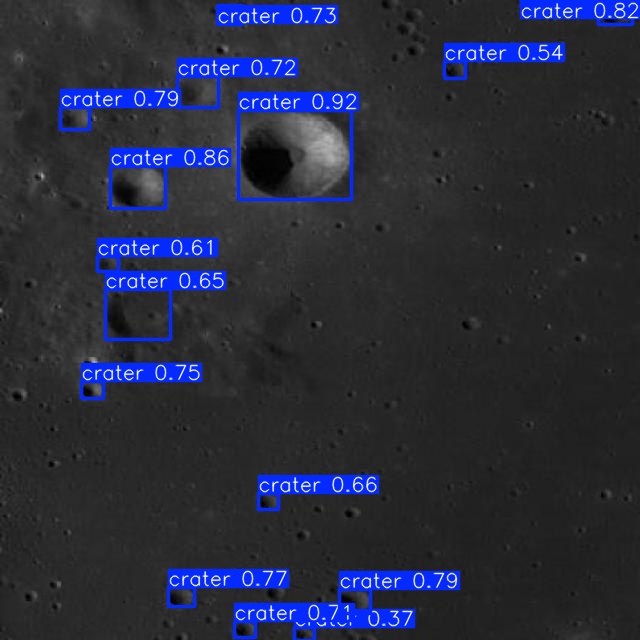 crater 0.73
crater 0.82
crater 0.54
crater 0.72
crater 0.79
crater 0.92
crater 0.86
crater 0.61
crater 0.65
crater 0.75
crater 0.66
crater 0.77
crater 0.79
crater 0.71
0.37